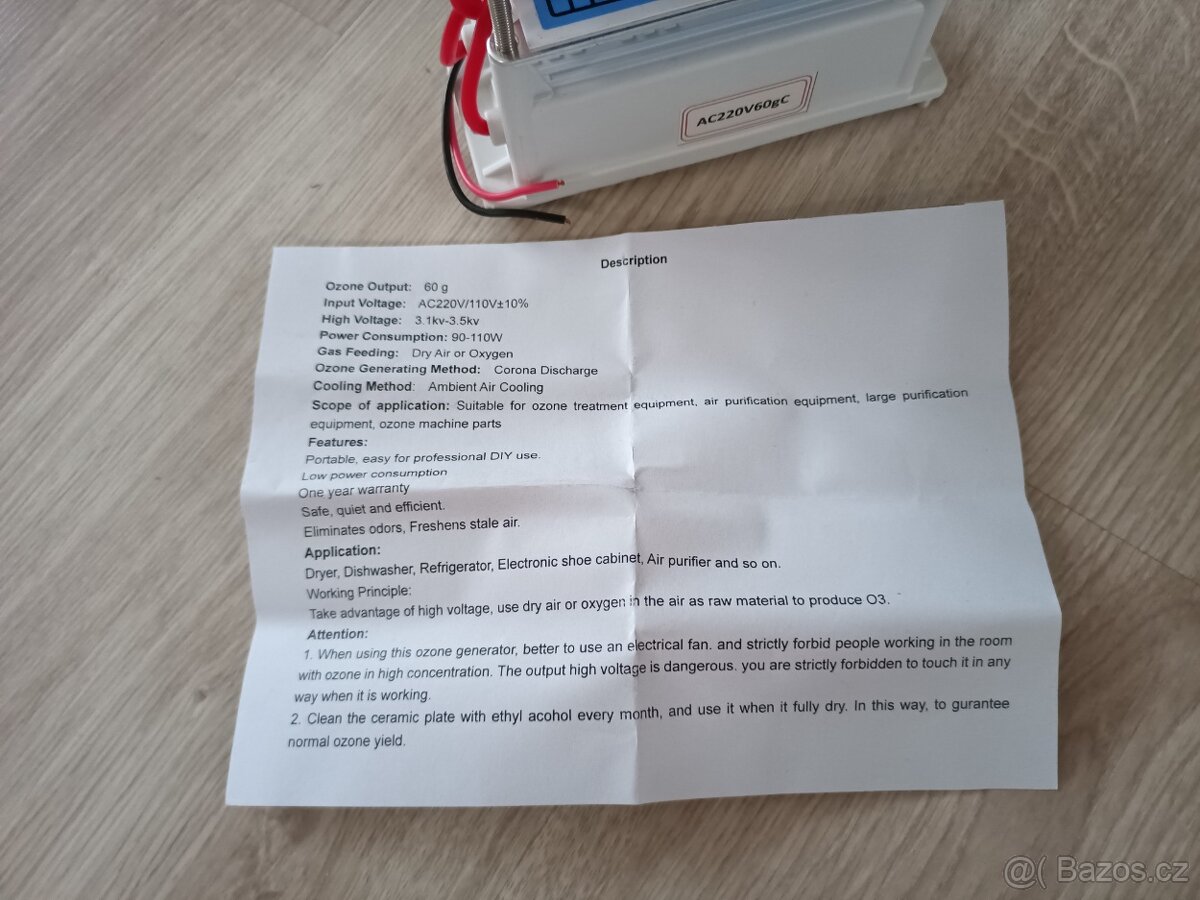 AC220V60gC
Description
Ozone Output: 60 g
Input Voltage: AC220V/110V±10%
High Voltage: 3.1kv-3.5kv
Power Consumption: 90-110W
Gas Feeding: Dry Air or Oxygen
Ozone Generating Method: Corona Discharge
Cooling Method: Ambient Air Cooling
Scope of application: Suitable for ozone treatment equipment, air purification equipment, large purification
equipment, ozone machine parts
Features:
Portable, easy for professional DIY use.
Low power consumption
One year warranty
Safe, quiet and efficient.
Eliminates odors, Freshens stale air.
Application:
Dryer, Dishwasher, Refrigerator, Electronic shoe cabinet, Air purifier and so on.
Working Principle:
Take advantage of high voltage, use dry air or oxygen in the air as raw material to produce O3.
Attention:
1. When using this ozone generator, better to use an electrical fan. and strictly forbid people working in the room
with ozone in high concentration. The output high voltage is dangerous. you are strictly forbidden to touch it in any
way when it is working.
2. Clean the ceramic plate with ethyl acohol every month, and use it when it fully dry. In this way, to gurantee
normal ozone yield.
@( Bazos.cz